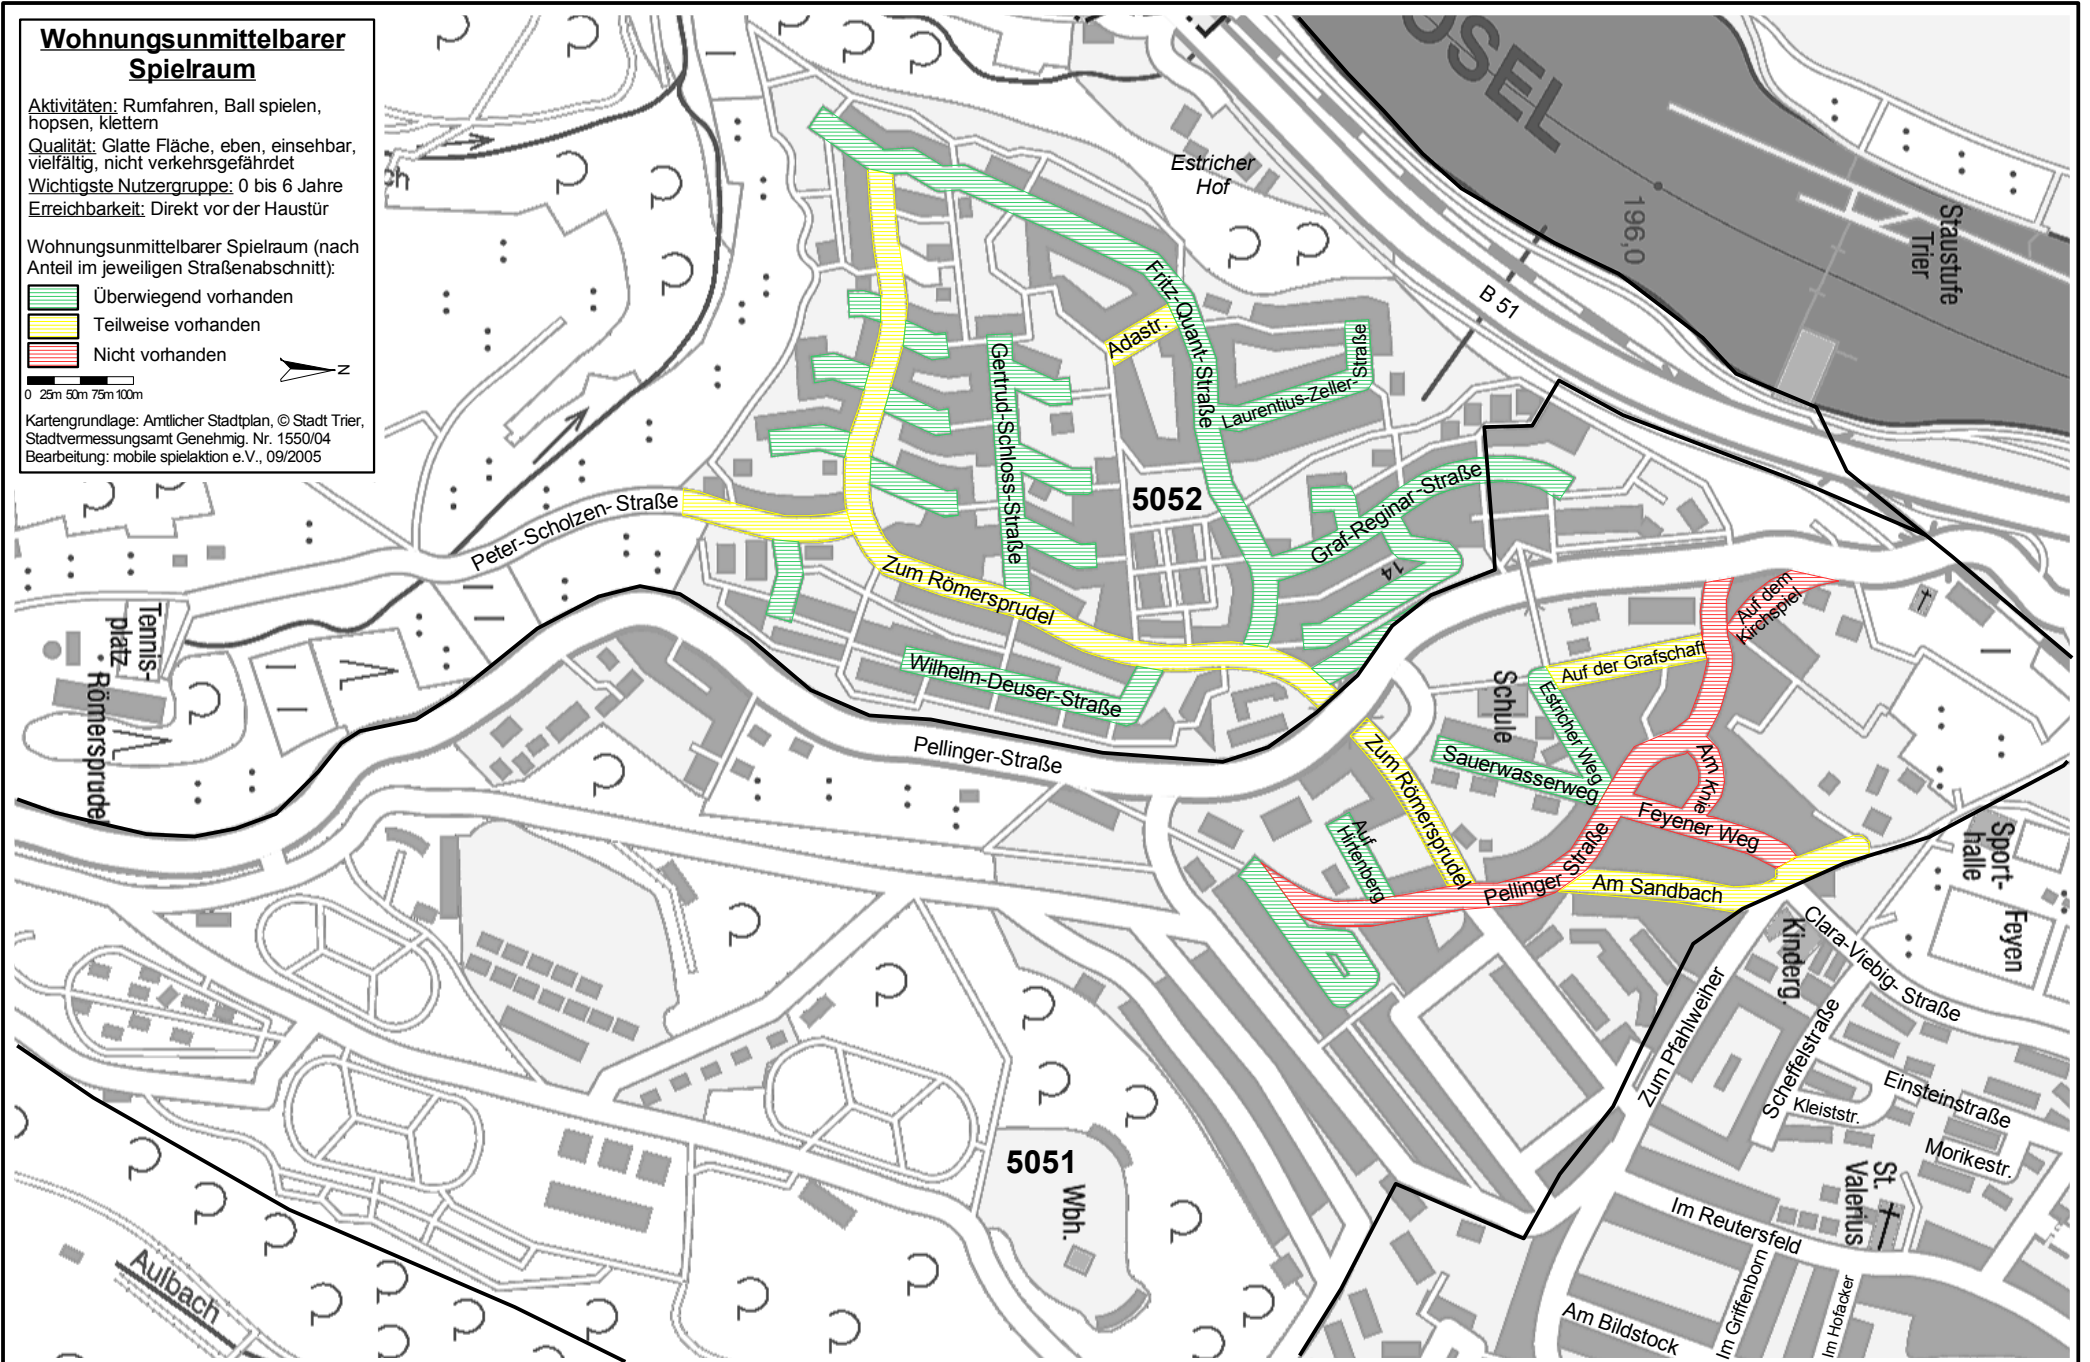 Wohnungsunmittelbarer
Spielraum
Aktivitäten: Rumfahren, Ball spielen,
hopsen, klettern
Qualität: Glatte Fläche, eben, einsehbar,
vielfältig, nicht verkehrsgefährdet
Wichtigste Nutzergruppe: 0 bis 6 Jahre
Erreichbarkeit: Direkt vor der Haustür
Wohnungsunmittelbarer Spielraum (nach
Anteil im jeweiligen Straßenabschnitt):
Überwiegend vorhanden
Teilweise vorhanden
Nicht vorhanden
N
0 25m 50m 75m 100m
Kartengrundlage: Amtlicher Stadtplan, © Stadt Trier,
Stadtvermessungsamt Genehmig. Nr. 1550/04
Bearbeitung: mobile spielaktion e.V., 09/2005
ch
OSEL
196,0
Staustufe
Trier
Estricher
Hof
B 51
Fritz-Quant-Straße
Adastr.
Laurentius-Zeller-Straße
Gertrud-Schloss-Straße
5052
Graf-Reginar-Straße
14
Peter-Scholzen-Straße
Zum Römersprudel
Wilhelm-Deuser-Straße
Pellinger-Straße
Tennis-
platz
Römersprudel
Auf dem
Kirchspiel
Auf der Grafschaft
Schule
Estricher Weg
Sauerwasserweg
Am Knie
Feyener Weg
Zum Römersprudel
Auf
Hirtenberg
Pellinger Straße
Am Sandbach
Sport-
halle
Feyen
Kinderg.
Clara-Viebig-Straße
Zum Pfahlweiher
Scheffelstraße
Kleiststr.
Einsteinstraße
Morikestr.
St.
Valerius
Im Reutersfeld
Im Griffenborn
Im Hofacker
Am Bildstock
5051
Wbh.
Aulbach